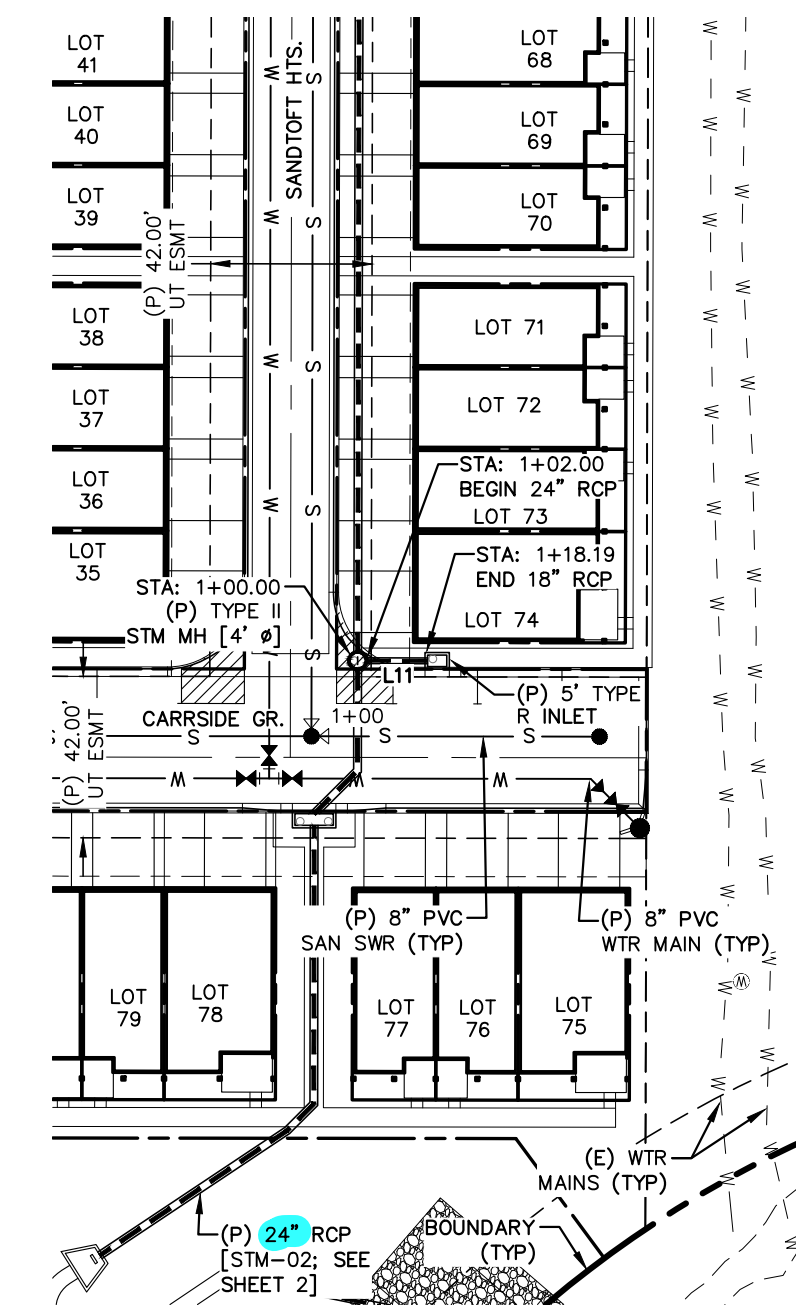 LOT
41
LOT
40
LOT
39
LOT
38
LOT
37
LOT
36
LOT
35
(P) 42.00'
UT ESMT
SANDTOFT HTS.
W
S
W
S
W
S
W
S
S
LOT
68
LOT
69
LOT
70
LOT 71
LOT 72
STA: 1+02.00
BEGIN 24" RCP
LOT 73
STA: 1+18.19
END 18" RCP
LOT 74
STA: 1+00.00
(P) TYPE II
STM MH [4' ø]
L11
(P) 5' TYPE
R INLET
CARRSIDE GR.
1+00
(P) 42.00'
UT ESMT
S
S
S
W
W
W
(P) 8" PVC
SAN SWR (TYP)
(P) 8" PVC
WTR MAIN (TYP)
LOT
79
LOT
78
LOT
77
LOT
76
LOT
75
W
(E) WTR
MAINS (TYP)
(P) 24" RCP
[STM-02; SEE
SHEET 2]
BOUNDARY
(TYP)